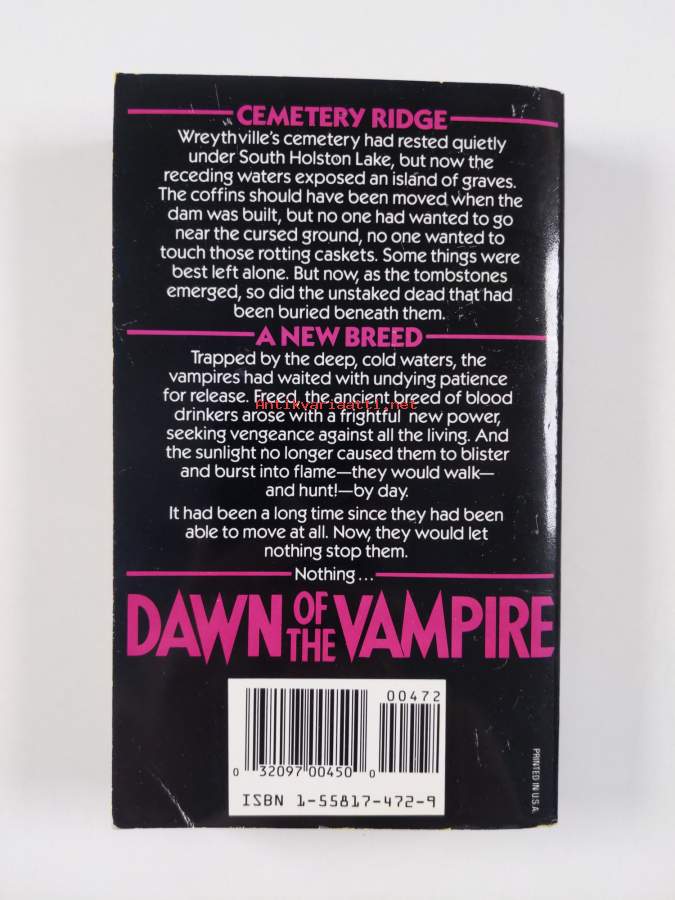 CEMETERY RIDGE
Wreythville's cemetery had rested quietly
under South Holston Lake, but now the
receding waters exposed an island of graves.
The coffins should have been moved when the
dam was built, but no one had wanted to go
near the cursed ground, no one wanted to
touch those rotting caskets. Some things were
best left alone. But now, as the tombstones
emerged, so did the unstaked dead that had
been buried beneath them.
A NEW BREED
Trapped by the deep, cold waters, the
vampires had waited with undying patience
for release. Freed, the ancient breed of blood
Antikvariaatti.net
drinkers arose with a frightful new power,
seeking vengeance against all the living. And
the sunlight no longer caused them to blister
and burst into flame—they would walk—
and hunt!—by day.
It had been a long time since they had been
able to move at all. Now, they would let
nothing stop them.
Nothing...
DAWN OF THE VAMPIRE
00472
0 32097 00450 0
ISBN 1-55817-472-9
PRINTED IN U.S.A.